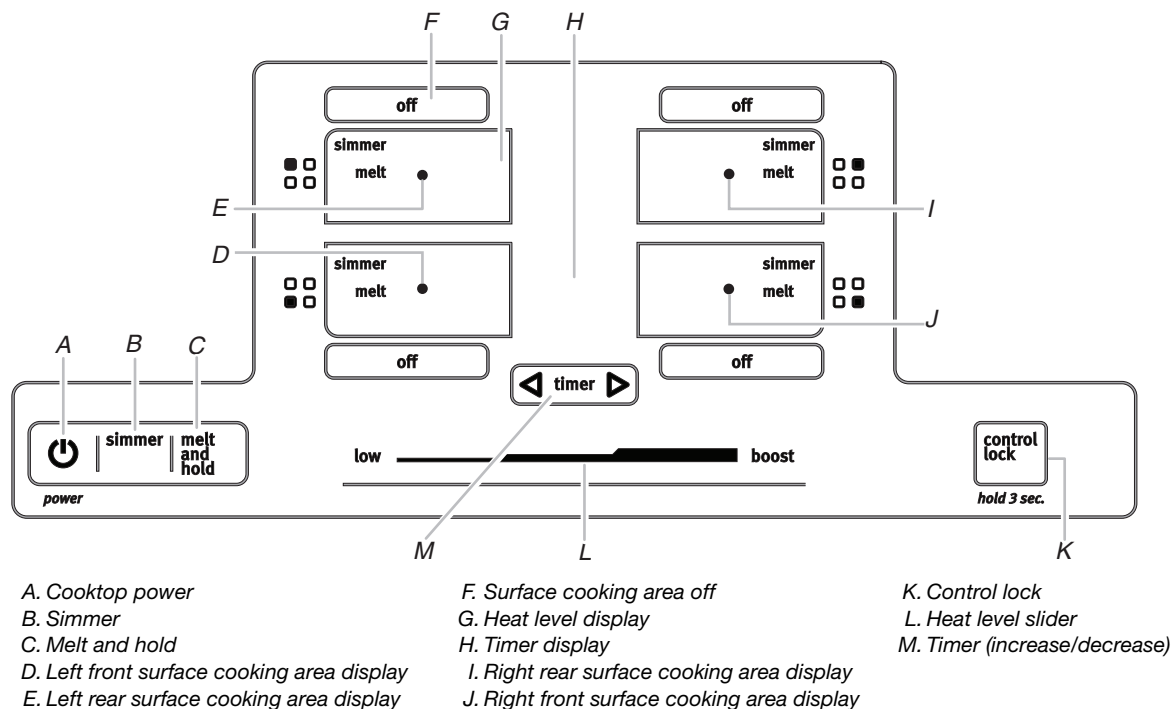 F G H
off off
simmer simmer
melt melt
E I
D
simmer simmer
melt melt
J
A B C
off off
timer
simmer melt and hold
control lock
low boost
power hold 3 sec.
M L K
A. Cooktop power
B. Simmer
C. Melt and hold
D. Left front surface cooking area display
E. Left rear surface cooking area display
F. Surface cooking area off
G. Heat level display
H. Timer display
I. Right rear surface cooking area display
J. Right front surface cooking area display
K. Control lock
L. Heat level slider
M. Timer (increase/decrease)